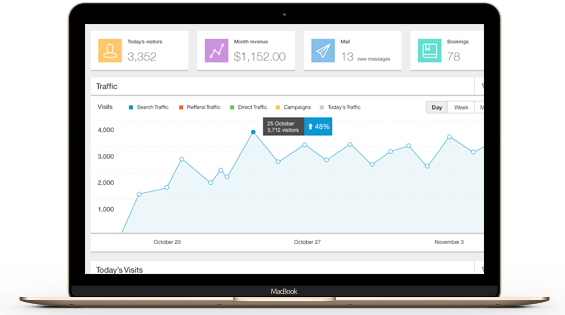 Today's visitors
3,352
Month revenue
$1,152.00
Mail
13 new messages
Bookings
78
Traffic
Visits
Search Traffic
Refferal Traffic
Direct Traffic
Campaigns
Today's Traffic
Day
Week
M
25 October
3,712 visitors
48%
4,000
3,000
2,000
1,000
October 20
October 27
November 3
Today's Visits
MacBook